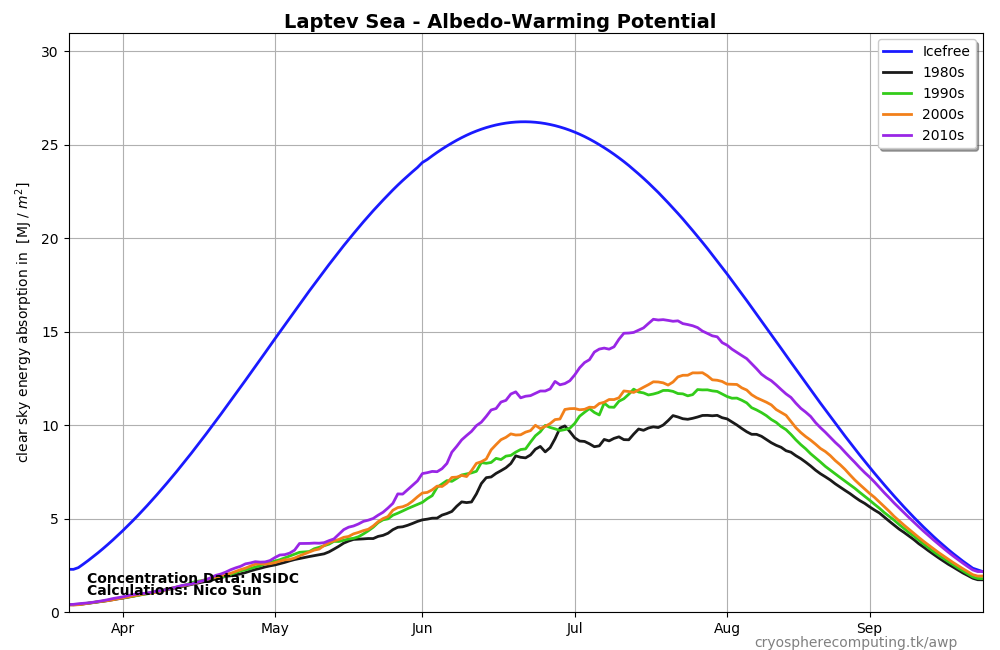 Laptev Sea - Albedo-Warming Potential
clear sky energy absorption in [MJ / m²]
30
25
20
15
10
5
0
Icefree
1980s
1990s
2000s
2010s
Concentration Data: NSIDC
Calculations: Nico Sun
Apr May Jun Jul Aug Sep
cryospherecomputing.tk/awp